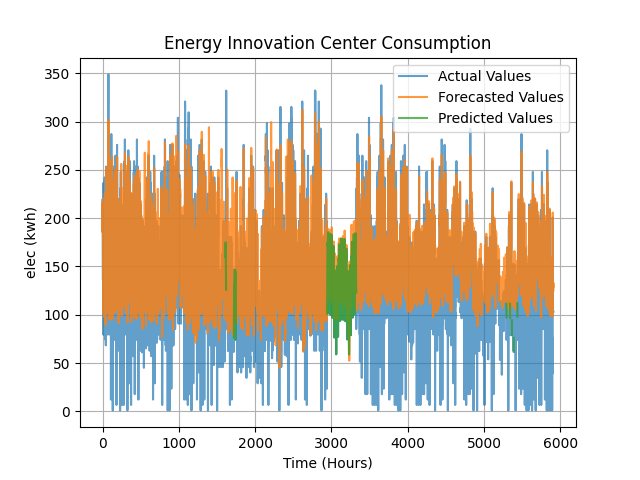 Energy Innovation Center Consumption
Actual Values
Forecasted Values
Predicted Values
elec (kwh)
350
300
250
200
150
100
50
0
0 1000 2000 3000 4000 5000 6000
Time (Hours)